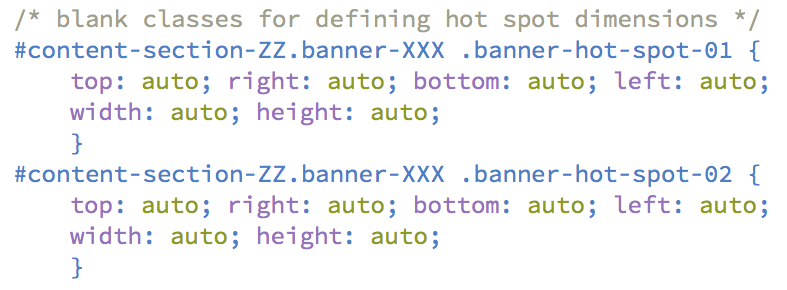 /* blank classes for defining hot spot dimensions */
#content-section-ZZ.banner-XXX .banner-hot-spot-01 {
top: auto; right: auto; bottom: auto; left: auto;
width: auto; height: auto;
}
#content-section-ZZ.banner-XXX .banner-hot-spot-02 {
top: auto; right: auto; bottom: auto; left: auto;
width: auto; height: auto;
}